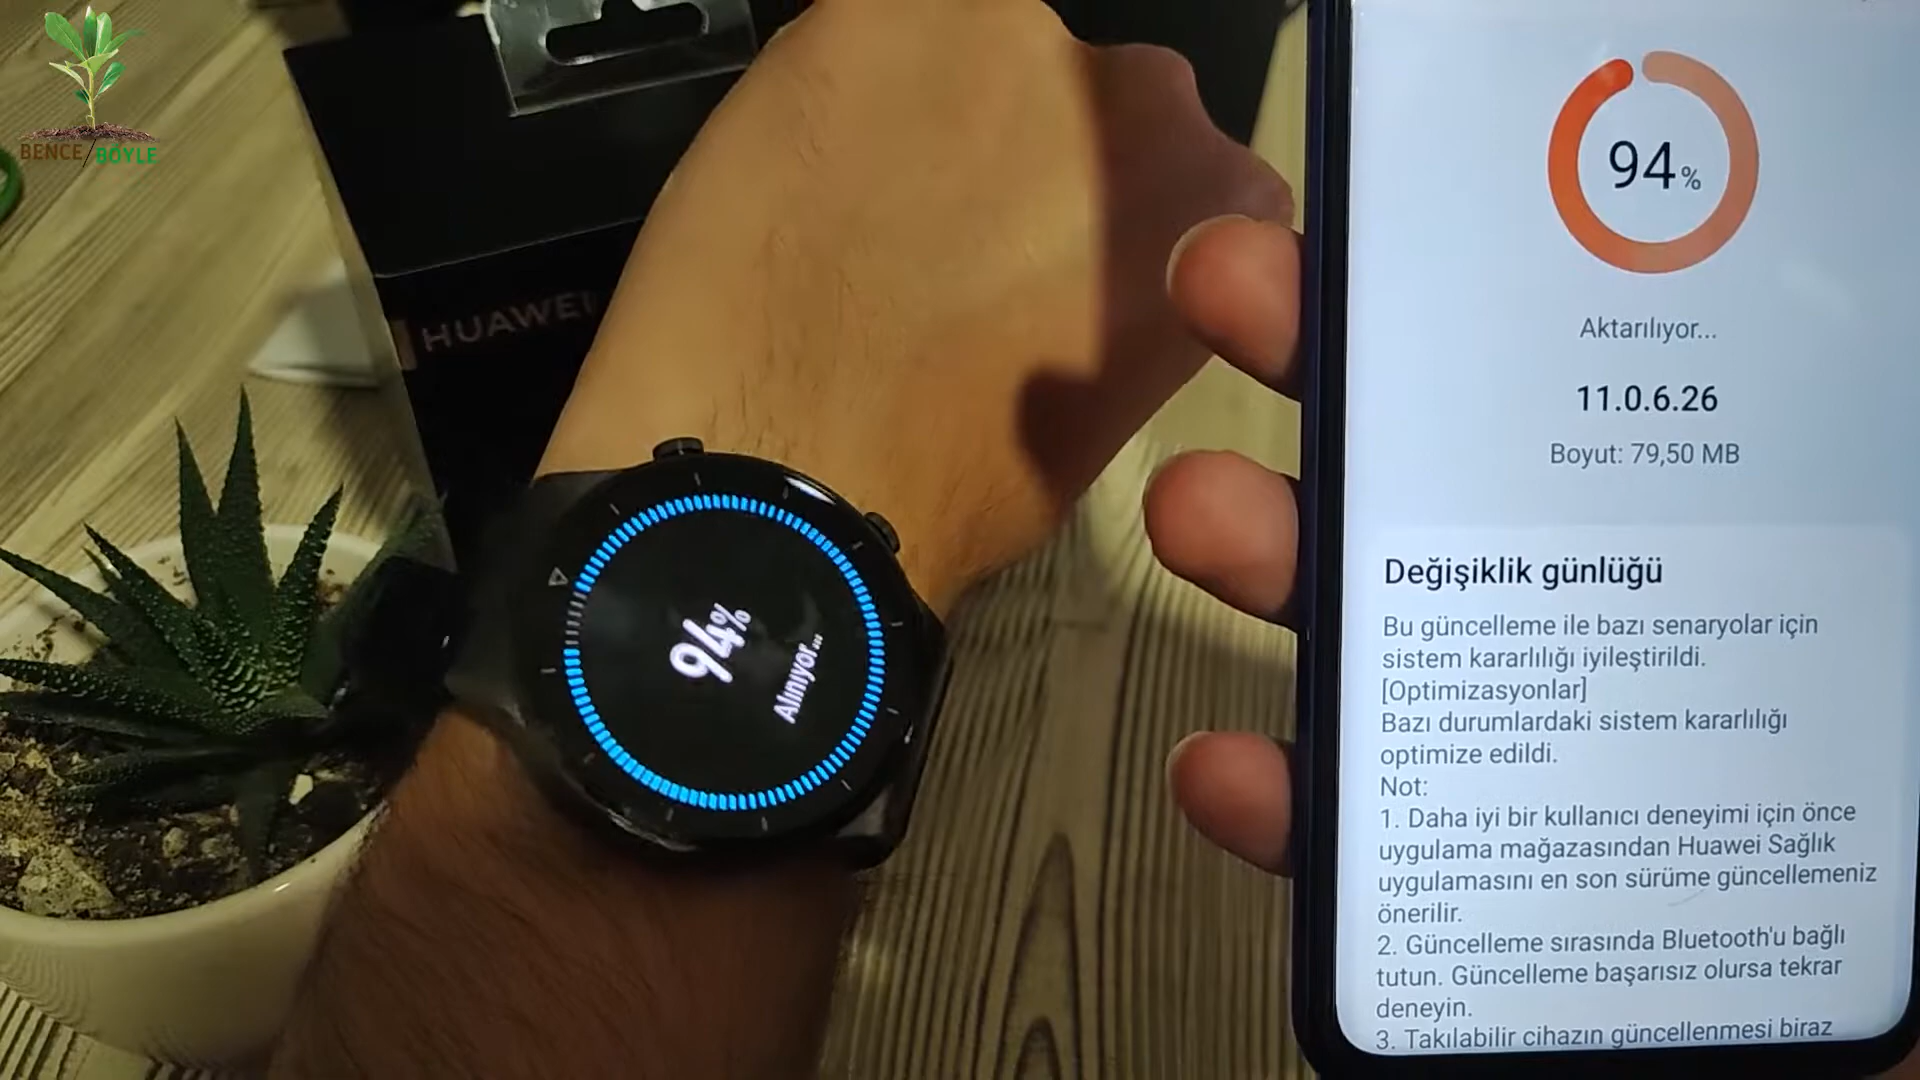 BENCE/BÖYLE
HUAWEI
94%
Alınıyor...
94%
Aktarılıyor...
11.0.6.26
Boyut: 79,50 MB
Değişiklik günlüğü
Bu güncelleme ile bazı senaryolar için
sistem kararlılığı iyileştirildi.
[Optimizasyonlar]
Bazı durumlardaki sistem kararlılığı
optimize edildi.
Not:
1. Daha iyi bir kullanıcı deneyimi için önce
uygulama mağazasından Huawei Sağlık
uygulamasını en son sürüme güncellemeniz
önerilir.
2. Güncelleme sırasında Bluetooth'u bağlı
tutun. Güncelleme başarısız olursa tekrar
deneyin.
3. Takılabilir cihazın güncellenmesi biraz